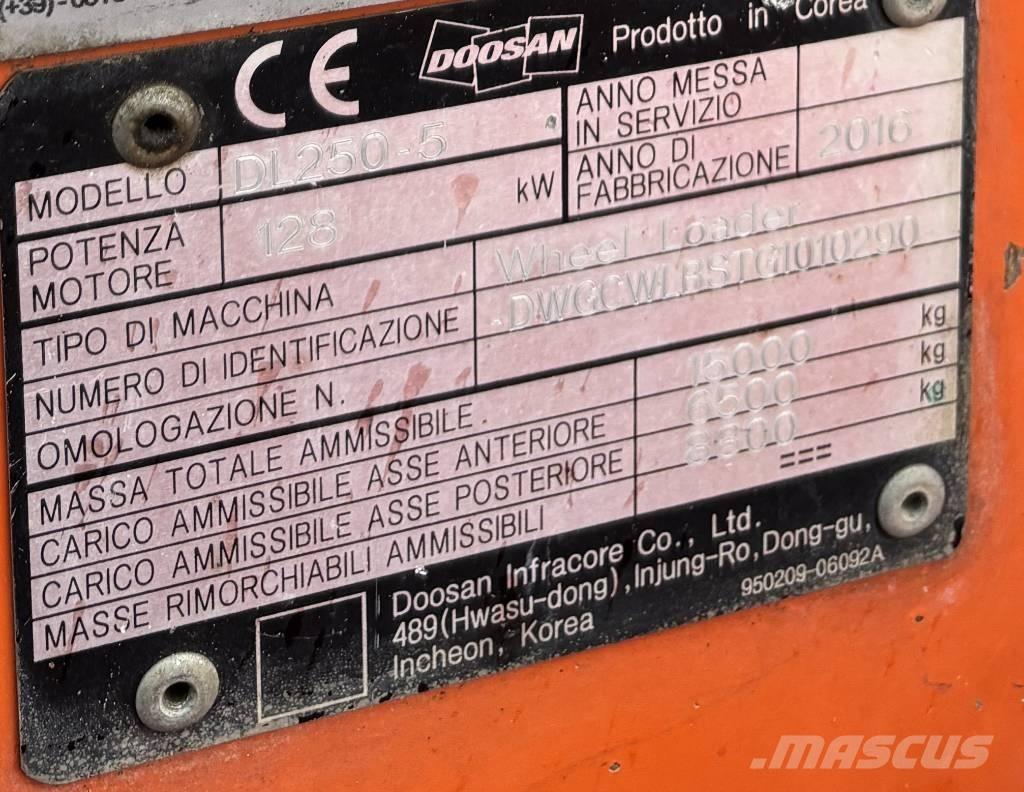 CE DOOSAN Prodotto in Corea
MODELLO DL250-5
POTENZA MOTORE 128 kW
ANNO MESSA IN SERVIZIO
ANNO DI FABBRICAZIONE 2016
TIPO DI MACCHINA Wheel Loader
NUMERO DI IDENTIFICAZIONE
OMOLOGAZIONE N.
MASSA TOTALE AMMISSIBILE 15000 kg
CARICO AMMISSIBILE ASSE ANTERIORE 6500 kg
CARICO AMMISSIBILE ASSE POSTERIORE kg
MASSE RIMORCHIABILI AMMISSIBILI ===
Doosan Infracore Co., Ltd.
489(Hwasu-dong),Injung-Ro,Dong-gu,
Incheon, Korea
950209-06092A
.MASCUS